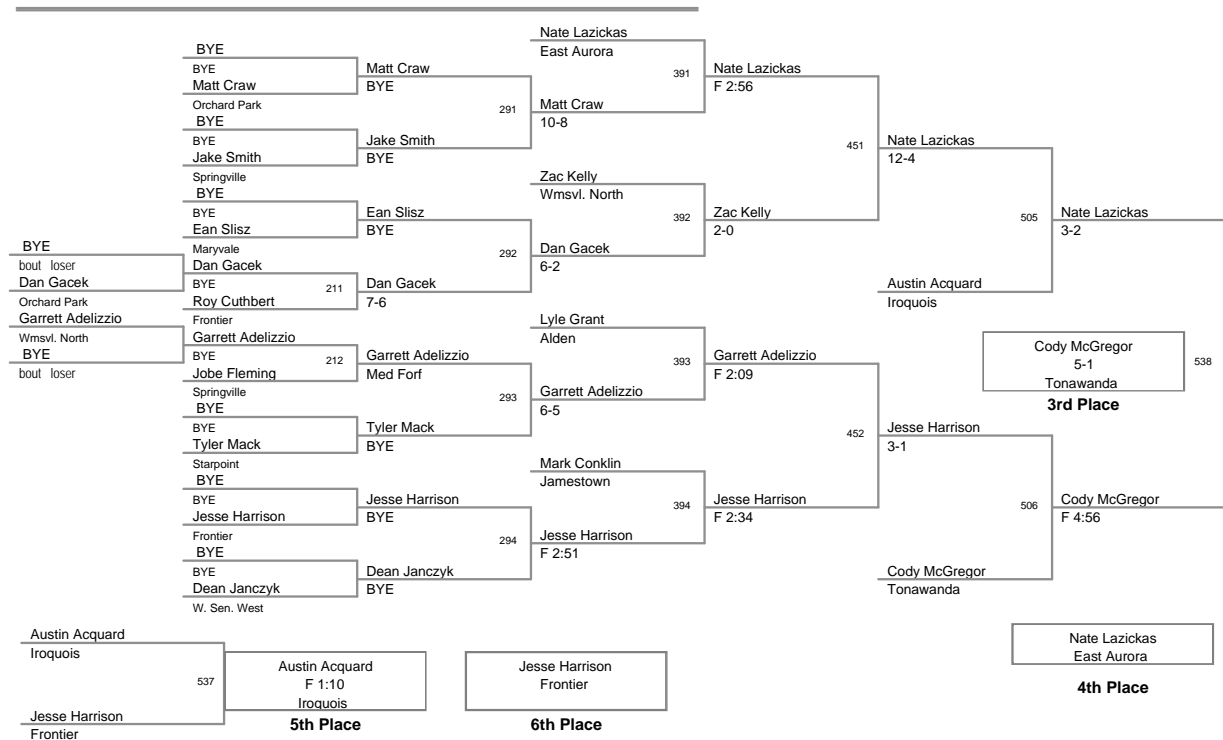 BYE
bout loser
Dan Gacek
Orchard Park
Garrett Adelizzio
Wmsvl. North
BYE
bout loser
BYE
BYE
Matt Craw
Orchard Park
BYE
BYE
Jake Smith
Springville
BYE
BYE
Ean Slisz
Maryvale
Dan Gacek
BYE
211
Roy Cuthbert
Frontier
Garrett Adelizzio
BYE
212
Jobe Fleming
Springville
BYE
BYE
Tyler Mack
Starpoint
BYE
BYE
Jesse Harrison
Frontier
BYE
BYE
Dean Janczyk
W. Sen. West
Matt Craw
BYE
291
Jake Smith
BYE
Ean Slisz
BYE
292
Dan Gacek
7-6
Garrett Adelizzio
Med Forf
293
Tyler Mack
BYE
Jesse Harrison
BYE
294
Dean Janczyk
BYE
Nate Lazickas
East Aurora
391
Matt Craw
10-8
Zac Kelly
Wmsvl. North
392
Dan Gacek
6-2
Lyle Grant
Alden
393
Garrett Adelizzio
6-5
Mark Conklin
Jamestown
394
Jesse Harrison
F 2:51
Nate Lazickas
F 2:56
451
Zac Kelly
2-0
Garrett Adelizzio
F 2:09
452
Jesse Harrison
F 2:34
Nate Lazickas
12-4
505
Austin Acquard
Iroquois
Jesse Harrison
3-1
506
Cody McGregor
Tonawanda
Nate Lazickas
3-2
Cody McGregor
5-1
Tonawanda
538
3rd Place
Cody McGregor
F 4:56
Nate Lazickas
East Aurora
4th Place
Austin Acquard
Iroquois
537
Jesse Harrison
Frontier
Austin Acquard
F 1:10
Iroquois
5th Place
Jesse Harrison
Frontier
6th Place